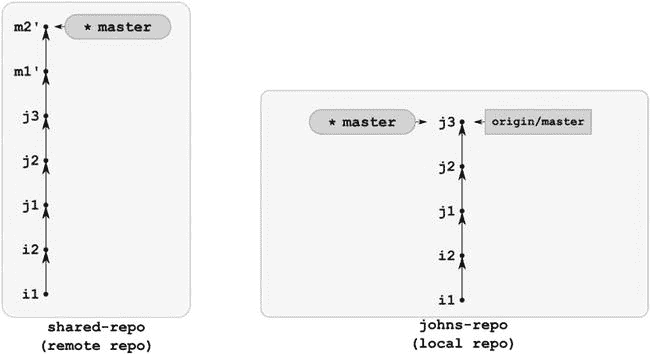 m2' * master
m1'
j3
j2
j1
i2
i1
shared-repo
(remote repo)
* master j3 origin/master
j2
j1
i2
i1
johns-repo
(local repo)